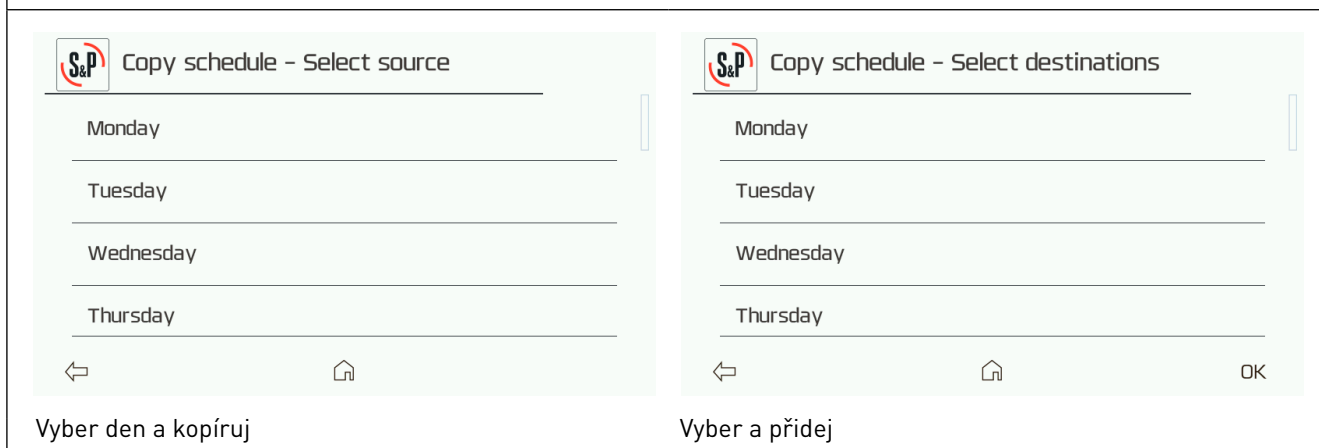 S&P Copy schedule - Select source
Monday
Tuesday
Wednesday
Thursday
Vyber den a kopíruj
S&P Copy schedule - Select destinations
Monday
Tuesday
Wednesday
Thursday
OK
Vyber a přidej